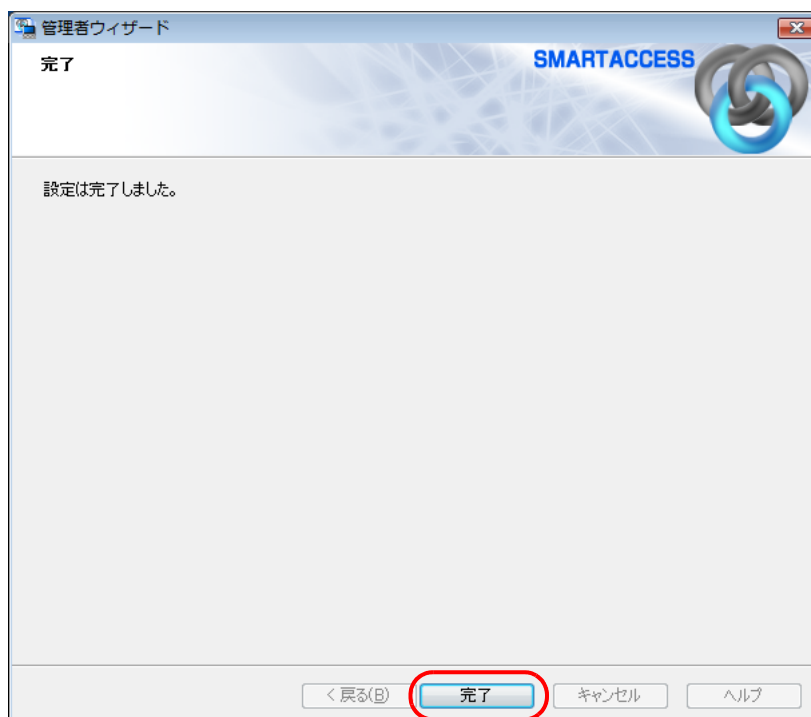 管理者ウィザード
完了
SMARTACCESS
設定は完了しました。
< 戻る(B)
完了
キャンセル
ヘルプ